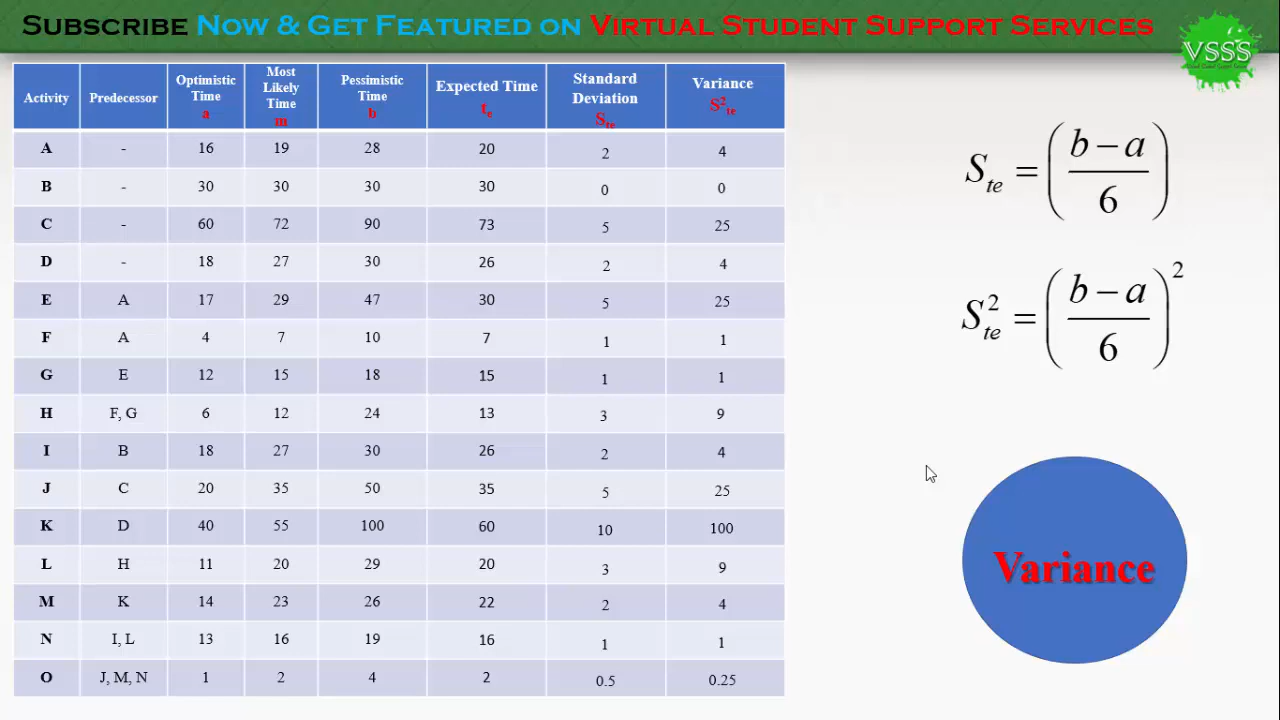 Subscribe Now & Get Featured on Virtual Student Support Services
VSSS
Activity Predecessor Optimistic Time a Most Likely Time m Pessimistic Time b Expected Time te Standard Deviation Ste Variance S²te
A - 16 19 28 20 2 4
B - 30 30 30 30 0 0
C - 60 72 90 73 5 25
D - 18 27 30 26 2 4
E A 17 29 47 30 5 25
F A 4 7 10 7 1 1
G E 12 15 18 15 1 1
H F, G 6 12 24 13 3 9
I B 18 27 30 26 2 4
J C 20 35 50 35 5 25
K D 40 55 100 60 10 100
L H 11 20 29 20 3 9
M K 14 23 26 22 2 4
N I, L 13 16 19 16 1 1
O J, M, N 1 2 4 2 0.5 0.25
Ste = ((b − a)/6)
S²te = ((b − a)/6)²
Variance